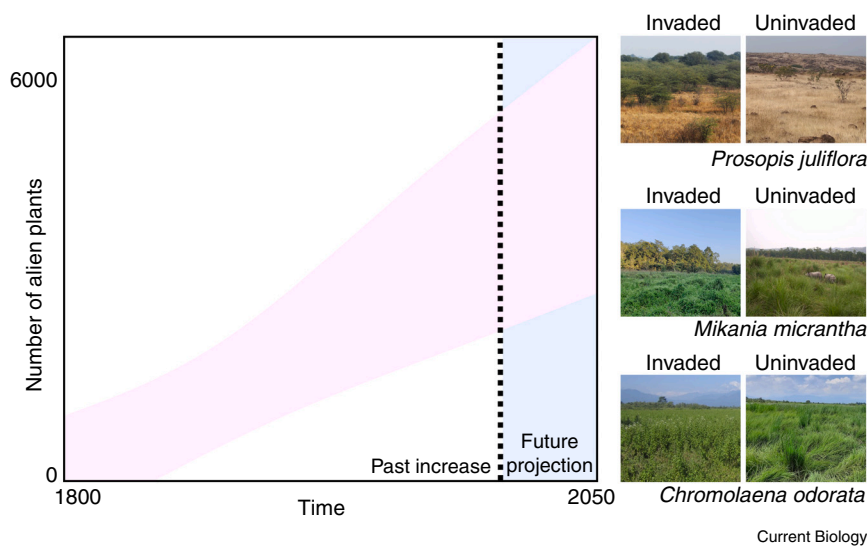 6000
0
Number of alien plants
1800
2050
Time
Past increase
Future
projection
Invaded
Uninvaded
Prosopis juliflora
Invaded
Uninvaded
Mikania micrantha
Invaded
Uninvaded
Chromolaena odorata
Current Biology